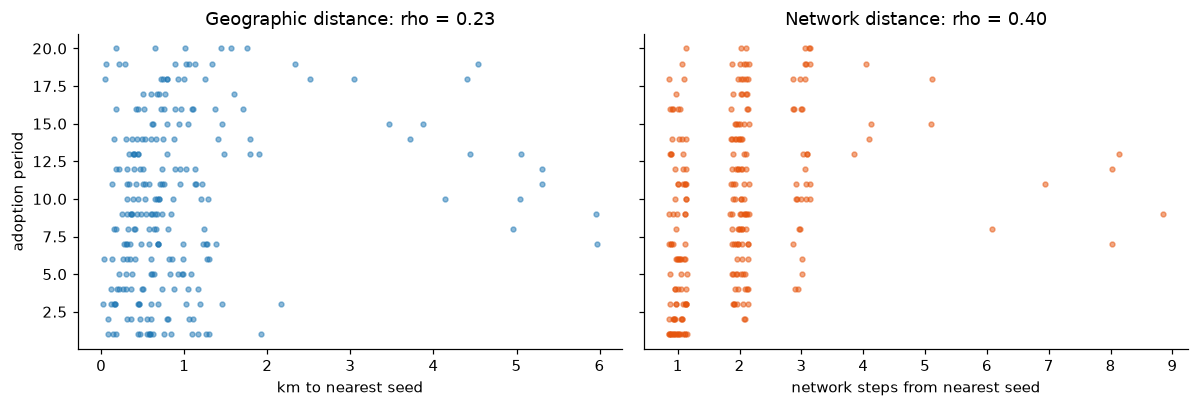 Geographic distance: rho = 0.23
Network distance: rho = 0.40
adoption period
20.0
17.5
15.0
12.5
10.0
7.5
5.0
2.5
0 1 2 3 4 5 6
1 2 3 4 5 6 7 8 9
km to nearest seed
network steps from nearest seed